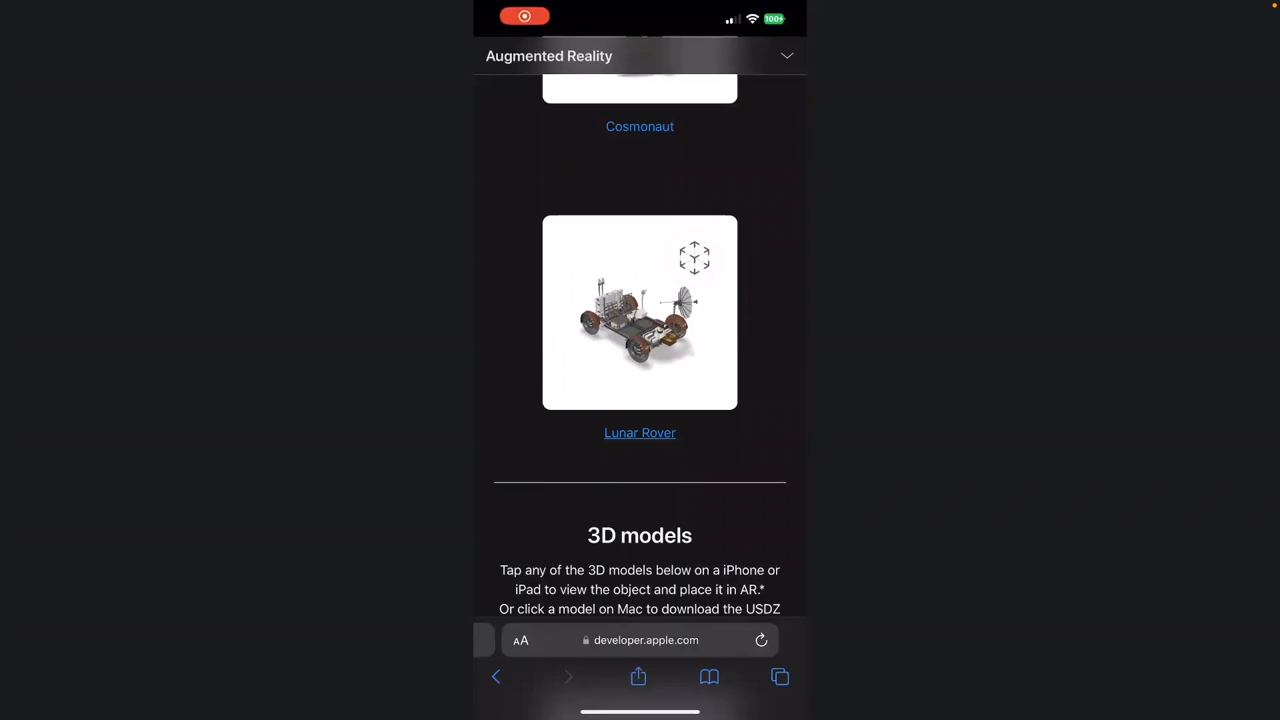 100+
Augmented Reality
Cosmonaut
Lunar Rover
3D models
Tap any of the 3D models below on a iPhone or
iPad to view the object and place it in AR.*
Or click a model on Mac to download the USDZ
AA developer.apple.com